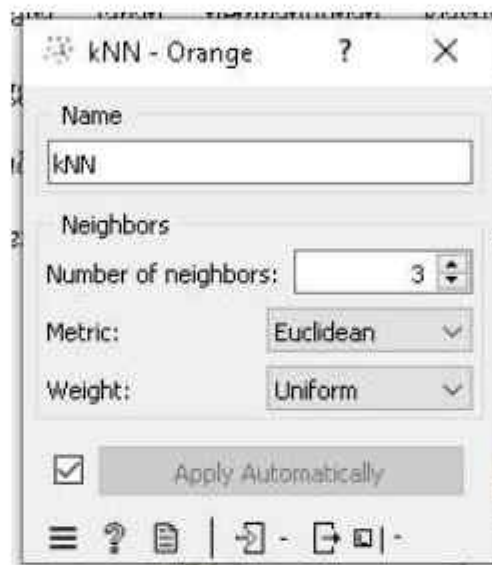 kNN - Orange ? ×
Name
kNN
Neighbors
Number of neighbors: 3
Metric: Euclidean
Weight: Uniform
Apply Automatically